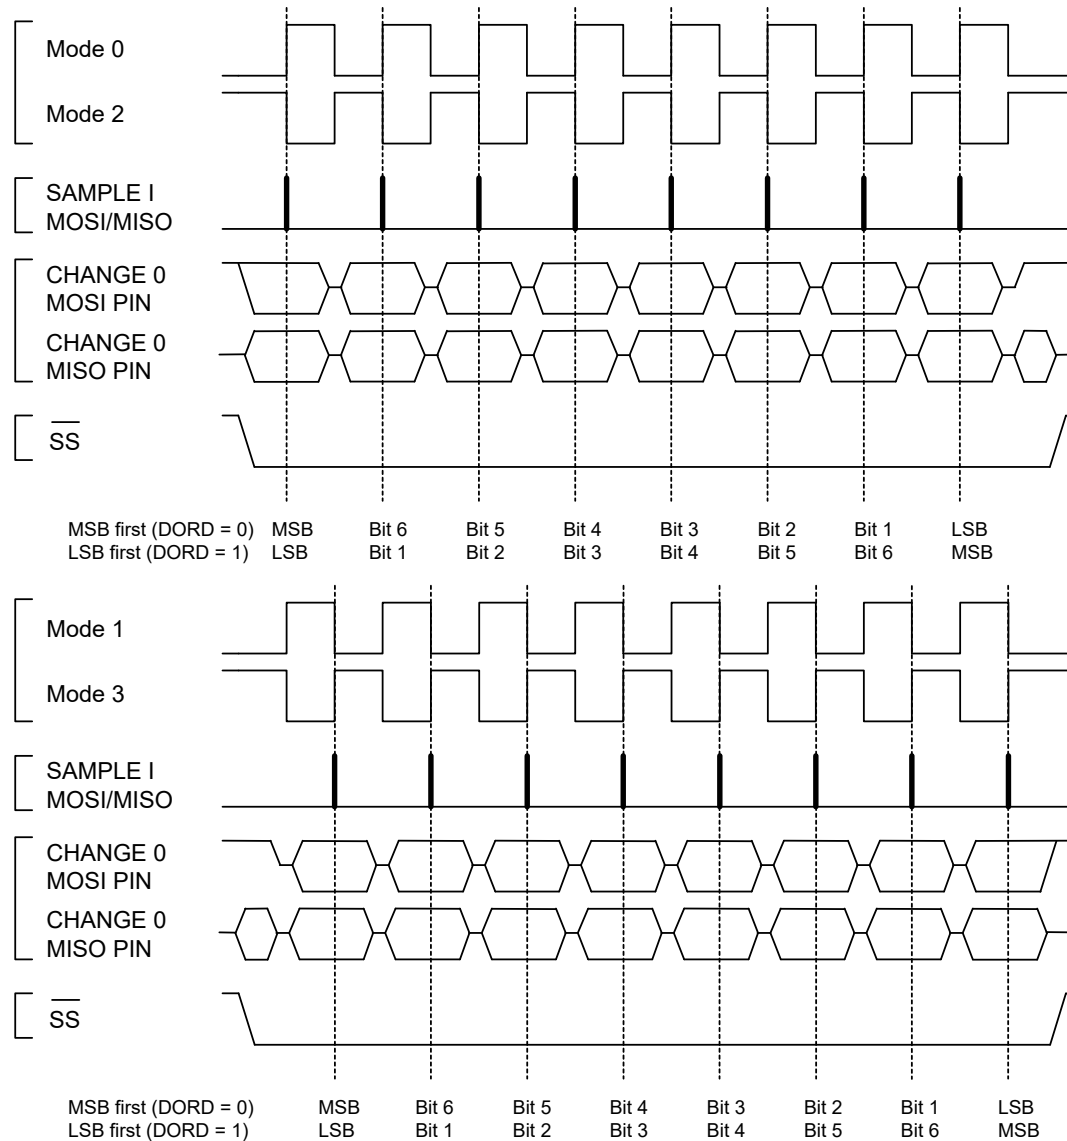 Mode 0
Mode 2
SAMPLE I
MOSI/MISO
CHANGE 0
MOSI PIN
CHANGE 0
MISO PIN
SS
MSB first (DORD = 0) MSB Bit 6 Bit 5 Bit 4 Bit 3 Bit 2 Bit 1 LSB
LSB first (DORD = 1) LSB Bit 1 Bit 2 Bit 3 Bit 4 Bit 5 Bit 6 MSB
Mode 1
Mode 3
SAMPLE I
MOSI/MISO
CHANGE 0
MOSI PIN
CHANGE 0
MISO PIN
SS
MSB first (DORD = 0) MSB Bit 6 Bit 5 Bit 4 Bit 3 Bit 2 Bit 1 LSB
LSB first (DORD = 1) LSB Bit 1 Bit 2 Bit 3 Bit 4 Bit 5 Bit 6 MSB